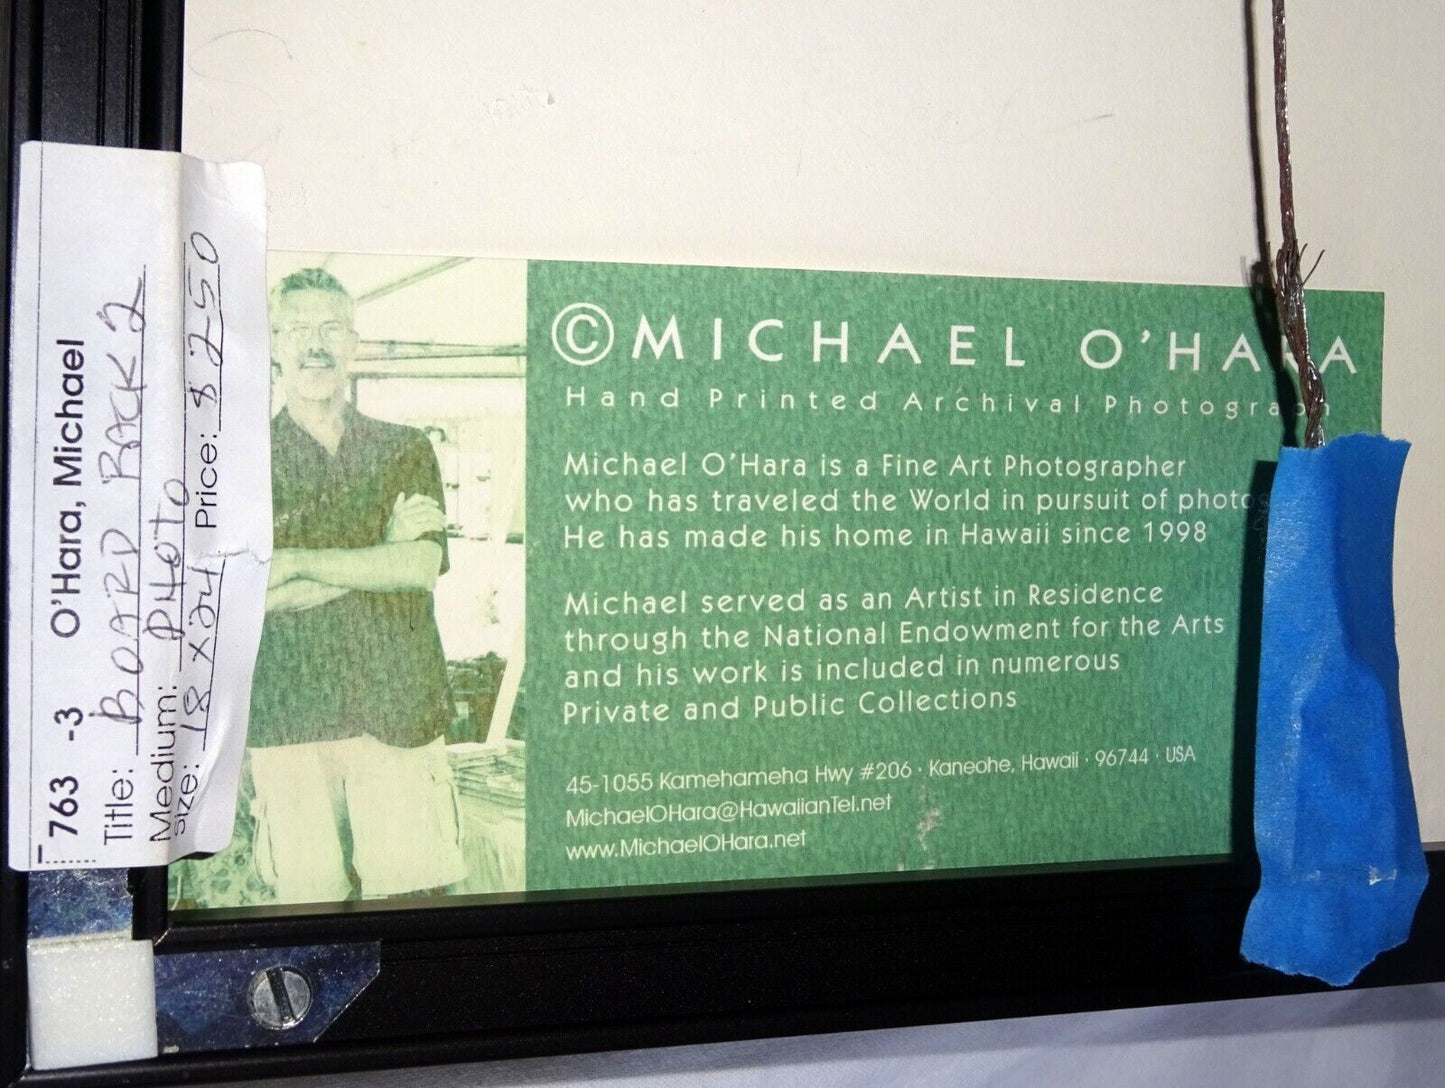 763 -3 O'Hara, Michael
Title: BOARD RACK 2
Medium: PHOTO
Size: 18 x 24 Price: $ 250
© MICHAEL O'HARA
Hand Printed Archival Photograph
Michael O'Hara is a Fine Art Photographer
who has traveled the World in pursuit of photos
He has made his home in Hawaii since 1998
Michael served as an Artist in Residence
through the National Endowment for the Arts
and his work is included in numerous
Private and Public Collections
45-1055 Kamehameha Hwy #206 · Kaneohe, Hawaii · 96744 · USA
MichaelOHara@HawaiianTel.net
www.MichaelOHara.net